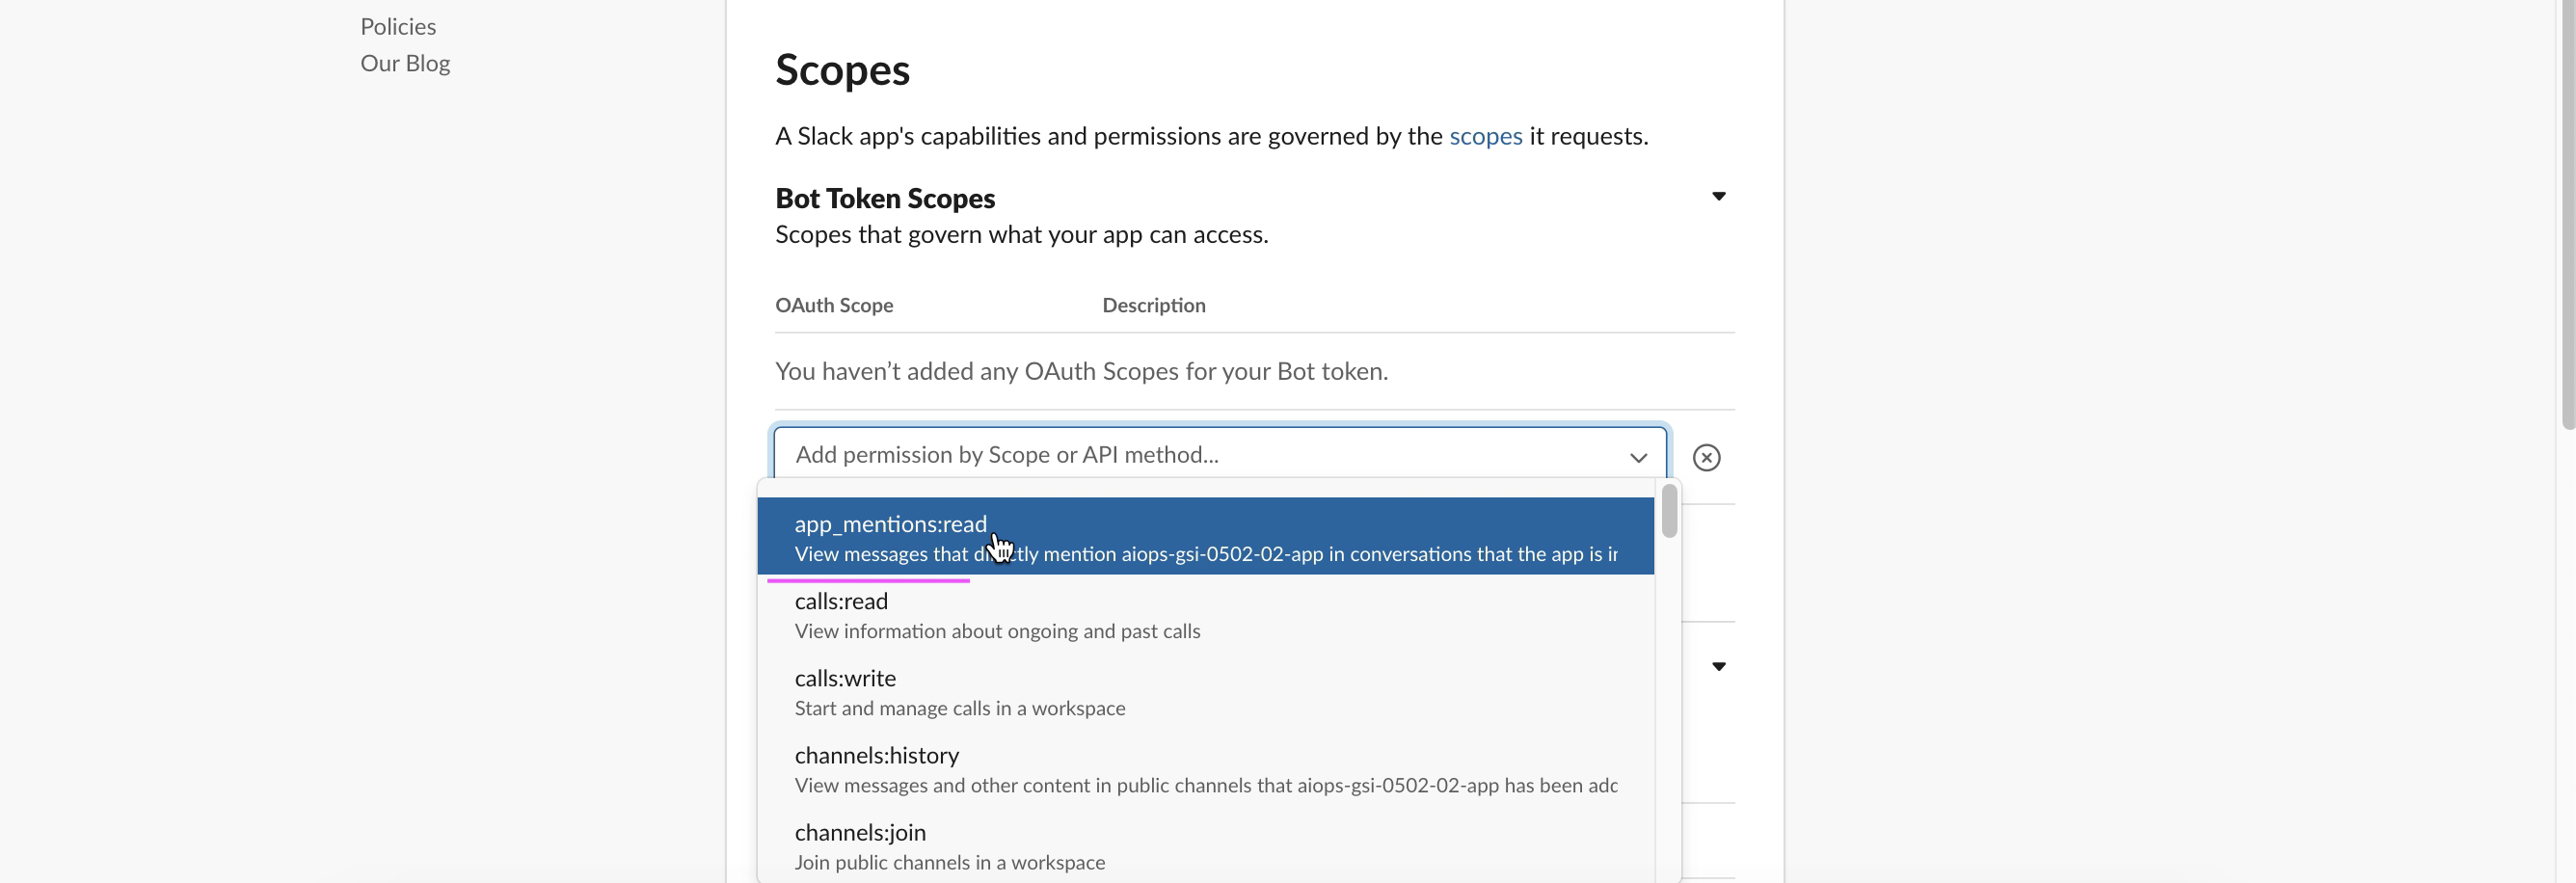 Policies
Our Blog
Scopes
A Slack app's capabilities and permissions are governed by the scopes it requests.
Bot Token Scopes
Scopes that govern what your app can access.
OAuth Scope Description
You haven’t added any OAuth Scopes for your Bot token.
Add permission by Scope or API method...
app_mentions:read
View messages that directly mention aiops-gsi-0502-02-app in conversations that the app is in
calls:read
View information about ongoing and past calls
calls:write
Start and manage calls in a workspace
channels:history
View messages and other content in public channels that aiops-gsi-0502-02-app has been
channels:join
Join public channels in a workspace